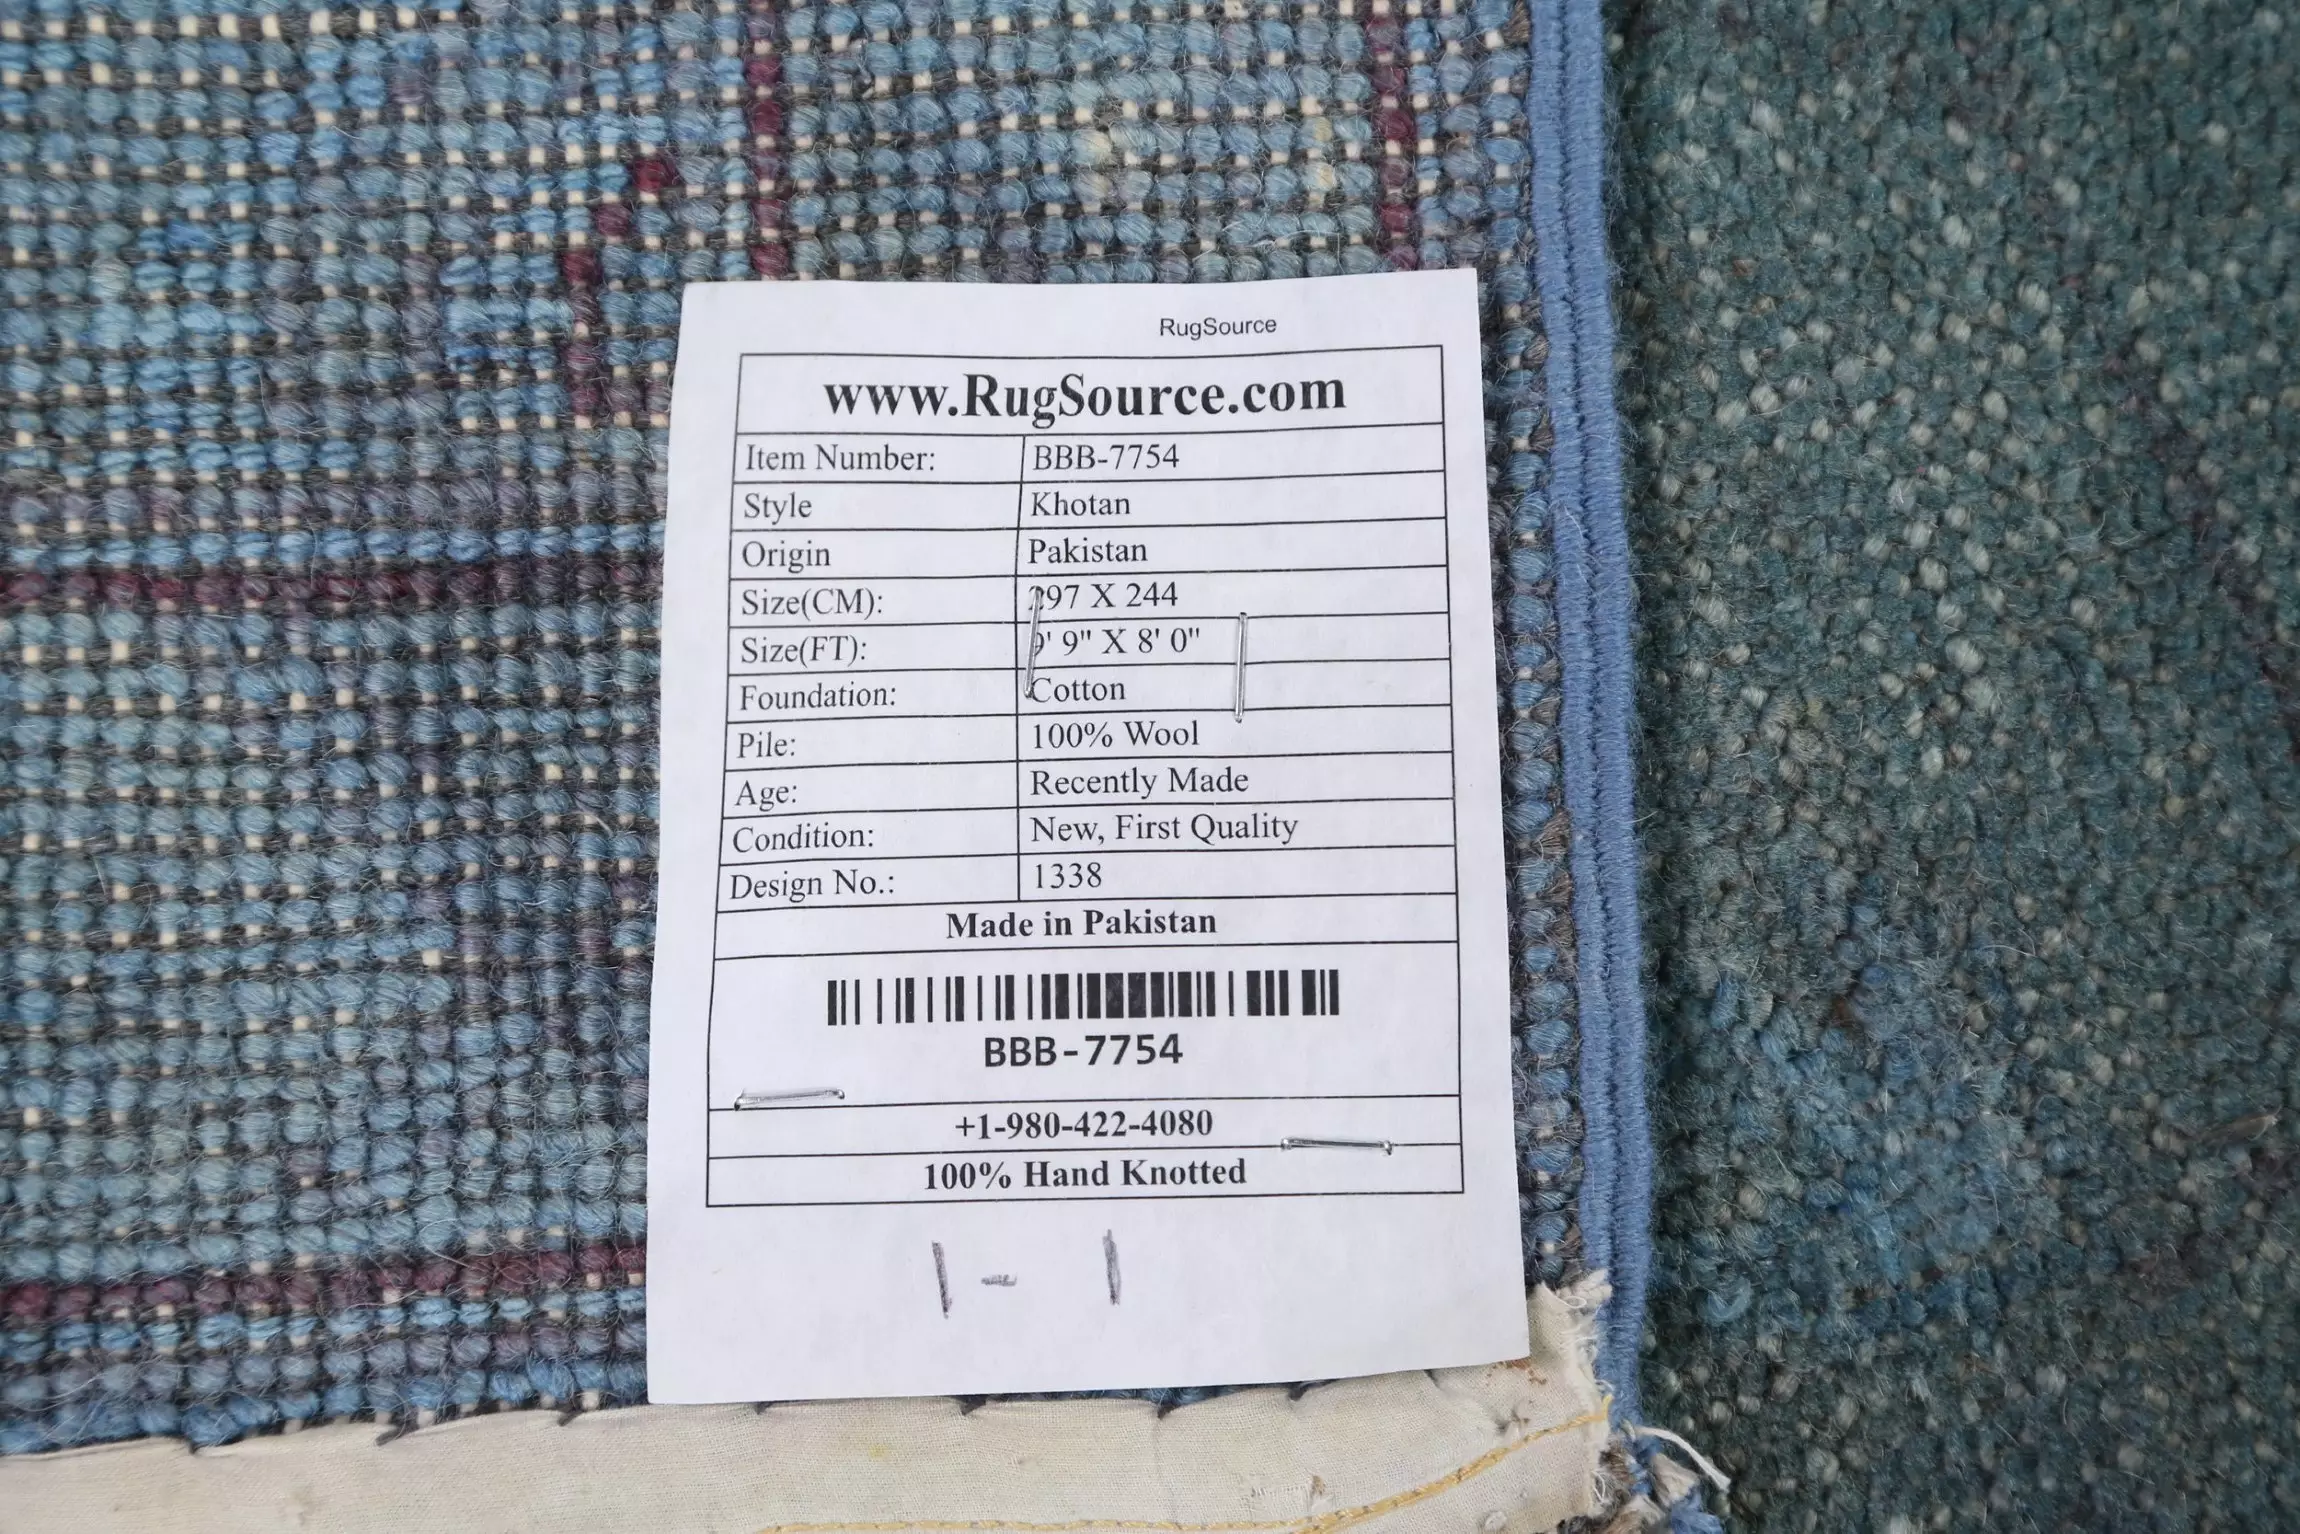 RugSource
www.RugSource.com
Item Number: BBB-7754
Style Khotan
Origin Pakistan
Size(CM): 297 X 244
Size(FT): 9' 9" X 8' 0"
Foundation: Cotton
Pile: 100% Wool
Age: Recently Made
Condition: New, First Quality
Design No.: 1338
Made in Pakistan
BBB-7754
+1-980-422-4080
100% Hand Knotted
1 - 1